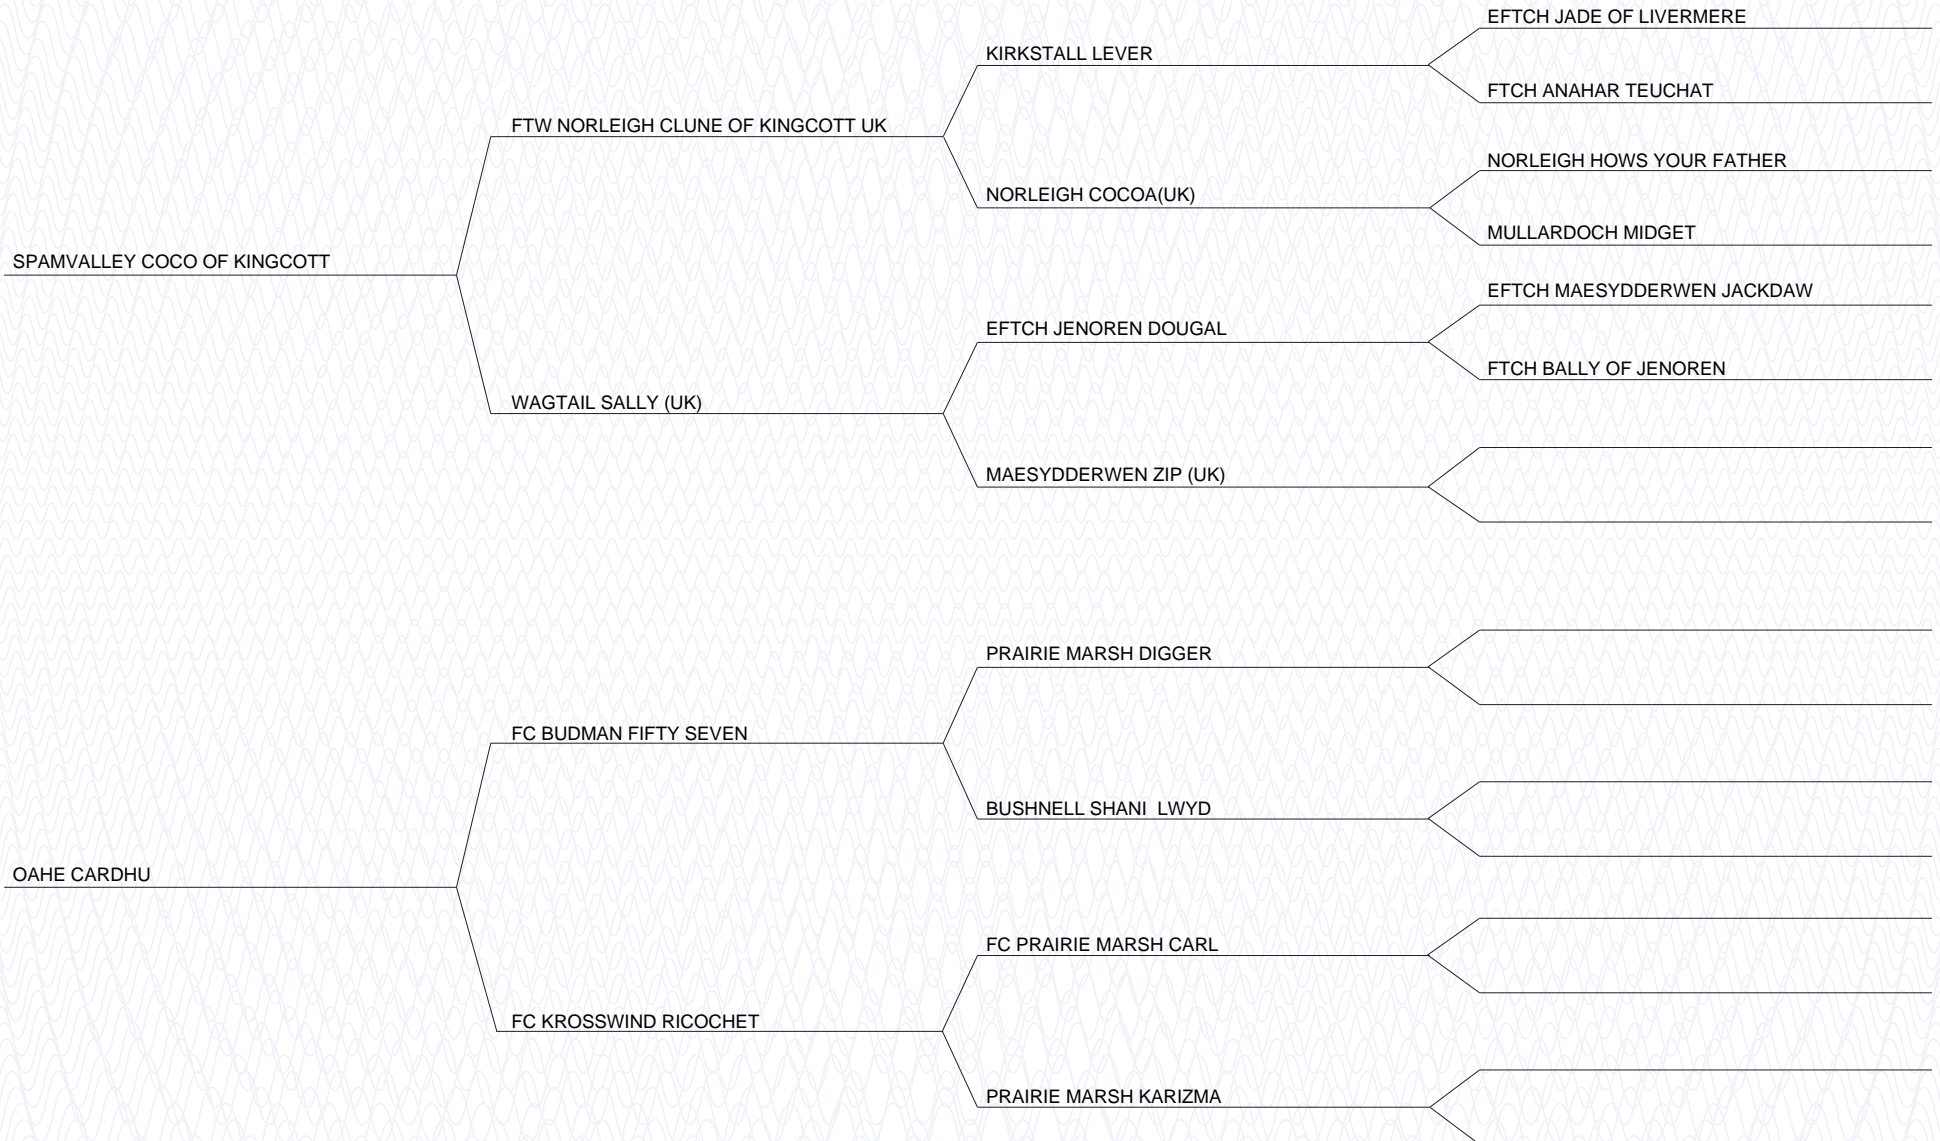 EFTCH JADE OF LIVERMERE
KIRKSTALL LEVER
FTCH ANAHAR TEUCHAT
FTW NORLEIGH CLUNE OF KINGCOTT UK
NORLEIGH HOWS YOUR FATHER
NORLEIGH COCOA(UK)
MULLARDOCH MIDGET
SPAMVALLEY COCO OF KINGCOTT
EFTCH MAESYDDERWEN JACKDAW
EFTCH JENOREN DOUGAL
FTCH BALLY OF JENOREN
WAGTAIL SALLY (UK)
MAESYDDERWEN ZIP (UK)
PRAIRIE MARSH DIGGER
FC BUDMAN FIFTY SEVEN
BUSHNELL SHANI  LWYD
OAHE CARDHU
FC PRAIRIE MARSH CARL
FC KROSSWIND RICOCHET
PRAIRIE MARSH KARIZMA